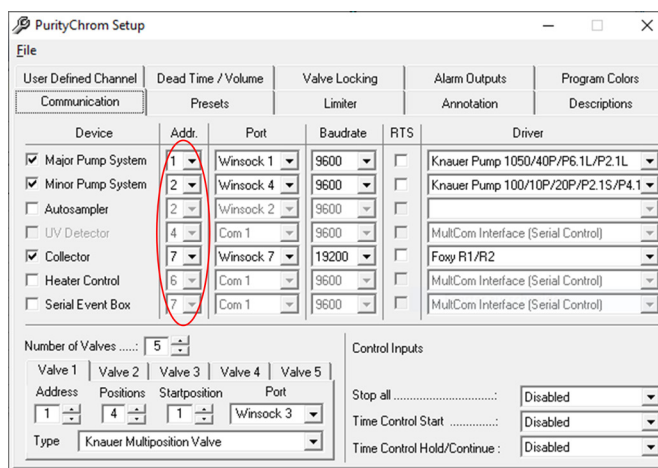 PurityChrom Setup
File
User Defined Channel Dead Time / Volume Valve Locking Alarm Outputs Program Colors
Communication Presets Limiter Annotation Descriptions
Device Addr. Port Baudrate RTS Driver
Major Pump System 1 Winsock 1 9600 Knauer Pump 1050/40P/P6.1L/P2.1L
Minor Pump System 2 Winsock 4 9600 Knauer Pump 100/10P/20P/P2.1S/P4.1
Autosampler 2 Winsock 2 9600
UV Detector 4 Com 1 9600 MultCom Interface (Serial Control)
Collector 7 Winsock 7 19200 Foxy R1/R2
Heater Control 6 Com 1 9600 MultCom Interface (Serial Control)
Serial Event Box 7 Com 1 9600 MultCom Interface (Serial Control)
Number of Valves .....: 5
Control Inputs
Valve 1 Valve 2 Valve 3 Valve 4 Valve 5
Address Positions Startposition Port
1 4 1 Winsock 3
Type Knauer Multiposition Valve
Stop all ..............................: Disabled
Time Control Start .............: Disabled
Time Control Hold/Continue : Disabled